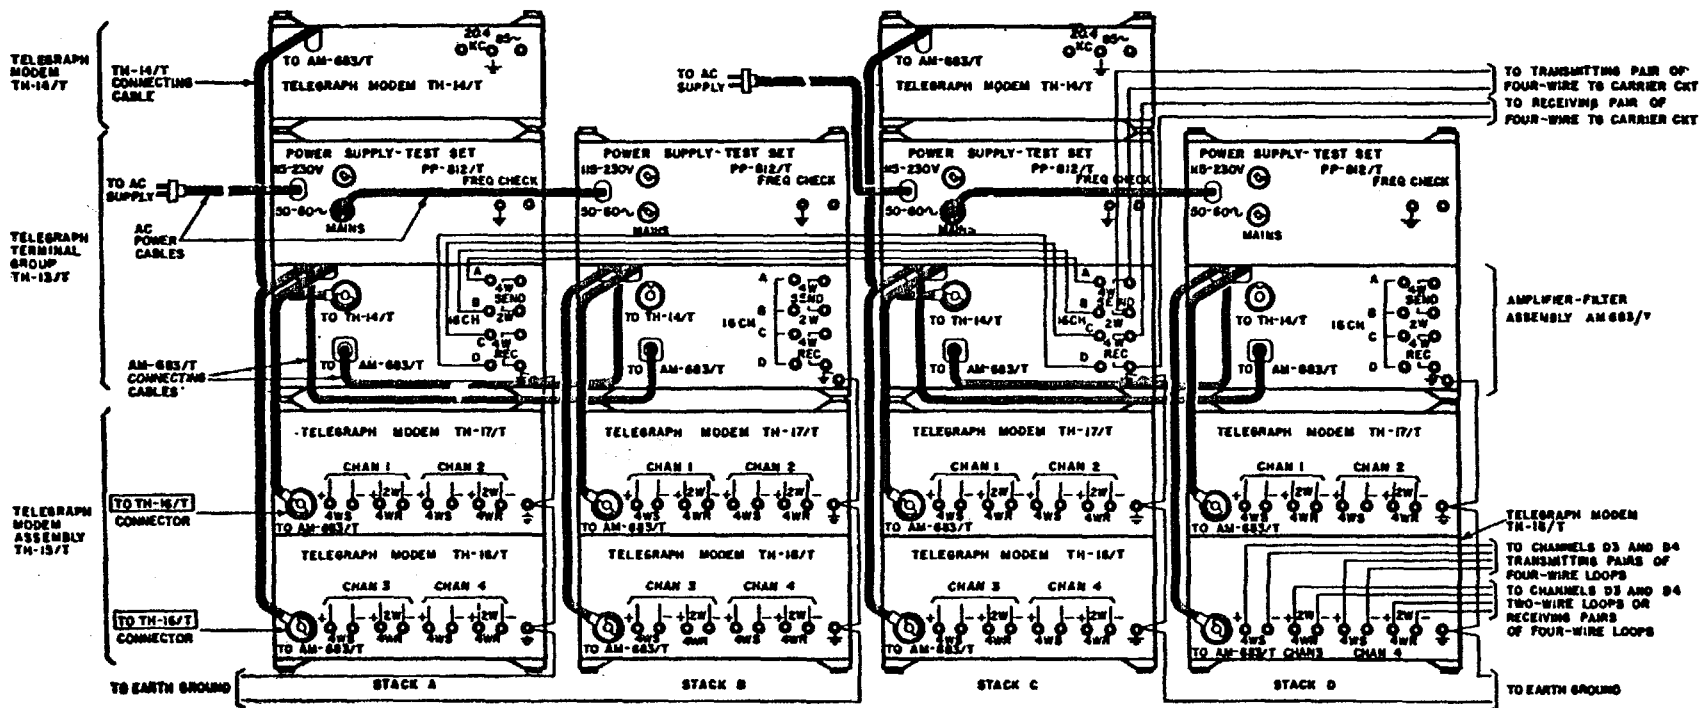 TELEGRAPH
MODEM
TH-14/T
TH-14/T
CONNECTING
CABLE
TO AC
SUPPLY
AC
POWER
CABLES
TELEGRAPH
TERMINAL
GROUP
TH-13/T
AM-683/T
CONNECTING
CABLES
TELEGRAPH
MODEM
ASSEMBLY
TH-15/T
TO TH-16/T
CONNECTOR
TO TH-16/T
CONNECTOR
TO EARTH GROUND
TO AM-683/T
20.4
KC
85~
TELEGRAPH MODEM TH-14/T
POWER SUPPLY-TEST SET
115-230V
PP-812/T
FREQ CHECK
50-60~
MAINS
A
4W
SEND
B
16CH
2W
TO TH-14/T
C
4W
REC
D
TO AM-683/T
TELEGRAPH MODEM TH-17/T
CHAN 1
CHAN 2
+ +2W- + +2W-
4WS 4WR 4WS 4WR
TO AM-683/T
TELEGRAPH MODEM TH-16/T
CHAN 3
CHAN 4
+ +2W- + +2W-
4WS 4WR 4WS 4WR
TO AM-683/T
STACK A
POWER SUPPLY-TEST SET
115-230V
PP-812/T
FREQ CHECK
50-60~
MAINS
A
4W
SEND
B
16CH
2W
TO TH-14/T
C
4W
REC
D
TO AM-683/T
TELEGRAPH MODEM TH-17/T
CHAN 1
CHAN 2
+ +2W- + +2W-
4WS 4WR 4WS 4WR
TO AM-683/T
TELEGRAPH MODEM TH-16/T
CHAN 3
CHAN 4
+ +2W- + +2W-
4WS 4WR 4WS 4WR
TO AM-683/T
STACK B
TO AC
SUPPLY
TO AM-683/T
20.4
KC
85~
TELEGRAPH MODEM TH-14/T
POWER SUPPLY-TEST SET
115-230V
PP-812/T
FREQ CHECK
50-60~
MAINS
A
4W
SEND
B
16CH
2W
TO TH-14/T
C
4W
REC
D
TO AM-683/T
TELEGRAPH MODEM TH-17/T
CHAN 1
CHAN 2
+ +2W- + +2W-
4WS 4WR 4WS 4WR
TO AM-683/T
TELEGRAPH MODEM TH-16/T
CHAN 3
CHAN 4
+ +2W- + +2W-
4WS 4WR 4WS 4WR
TO AM-683/T
STACK C
POWER SUPPLY-TEST SET
115-230V
PP-812/T
FREQ CHECK
50-60~
MAINS
A
4W
SEND
B
16CH
2W
TO TH-14/T
C
4W
REC
D
TO AM-683/T
TELEGRAPH MODEM TH-17/T
CHAN 1
CHAN 2
+ +2W- + +2W-
4WS 4WR 4WS 4WR
TO AM-683/T
+ +2W- + +2W-
4WS 4WR 4WS 4WR
TO AM-683/T CHAN3 CHAN 4
STACK D
TO TRANSMITTING PAIR OF
FOUR-WIRE TG CARRIER CKT
TO RECEIVING PAIR OF
FOUR-WIRE TG CARRIER CKT
AMPLIFIER-FILTER
ASSEMBLY AM-683/T
TELEGRAPH MODEM
TH-16/T
TO CHANNELS D3 AND D4
TRANSMITTING PAIRS OF
FOUR-WIRE LOOPS
TO CHANNELS D3 AND D4
TWO-WIRE LOOPS OR
RECEIVING PAIRS
OF FOUR-WIRE LOOPS
TO EARTH GROUND